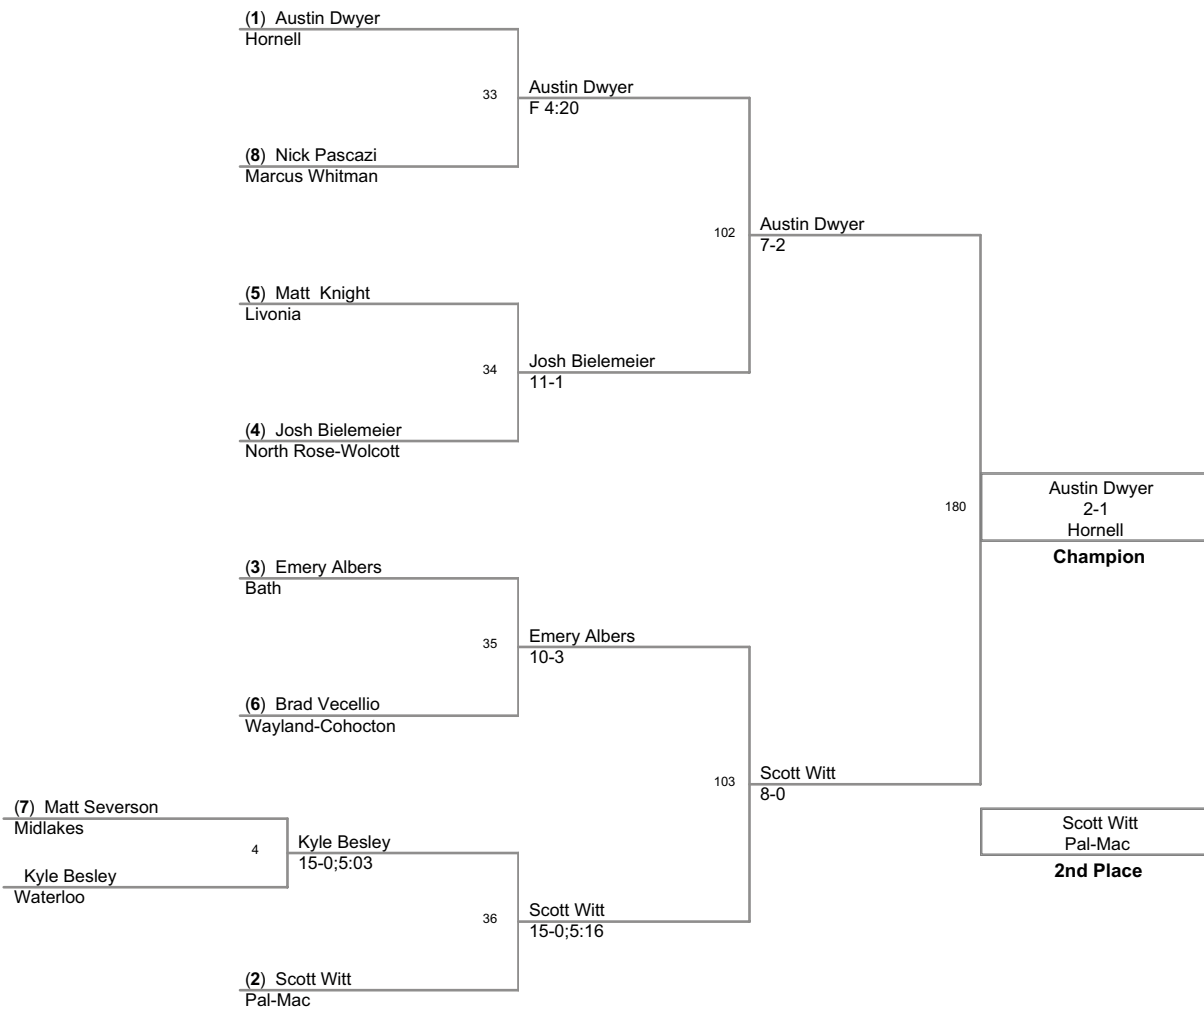 (1) Austin Dwyer
Hornell
33
Austin Dwyer
F 4:20
(8) Nick Pascazi
Marcus Whitman
102
Austin Dwyer
7-2
(5) Matt  Knight
Livonia
34
Josh Bielemeier
11-1
(4) Josh Bielemeier
North Rose-Wolcott
180
Austin Dwyer
2-1
Hornell
Champion
(3) Emery Albers
Bath
35
Emery Albers
10-3
(6) Brad Vecellio
Wayland-Cohocton
103
Scott Witt
8-0
(7) Matt Severson
Midlakes
4
Kyle Besley
15-0;5:03
Kyle Besley
Waterloo
36
Scott Witt
15-0;5:16
(2) Scott Witt
Pal-Mac
Scott Witt
Pal-Mac
2nd Place